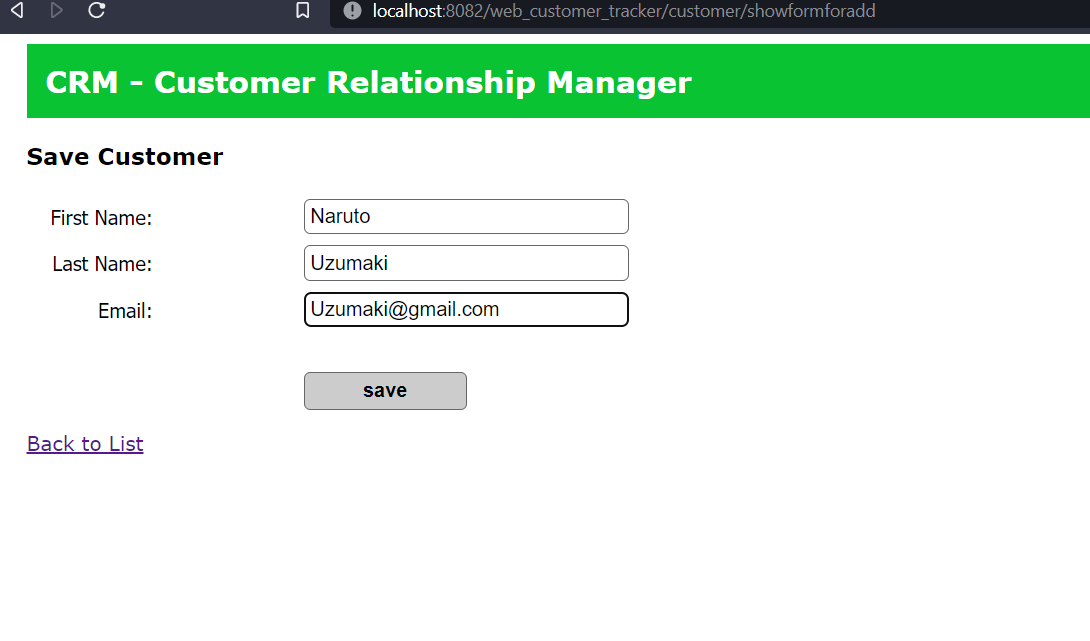 localhost:8082/web_customer_tracker/customer/showformforadd
CRM - Customer Relationship Manager
Save Customer
First Name: Naruto
Last Name: Uzumaki
Email: Uzumaki@gmail.com
save
Back to List